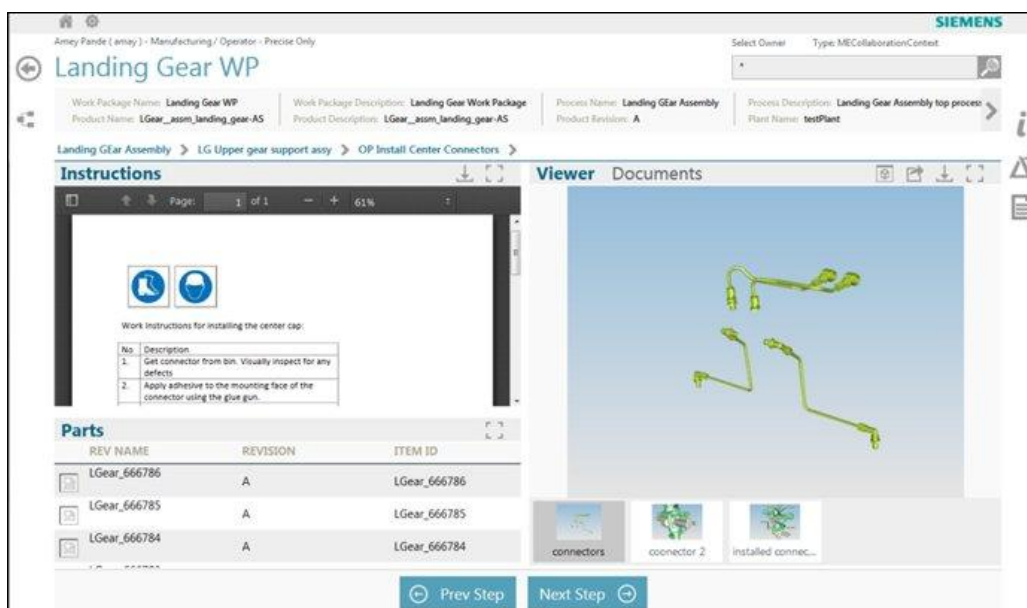 SIEMENS
Amey Pande ( amay ) - Manufacturing / Operator - Precise Only
Select Owner Type: MECollaborationContext
Landing Gear WP
*
Work Package Name: Landing Gear WP Work Package Description: Landing Gear Work Package Process Name: Landing GEar Assembly Process Description: Landing Gear Assembly top process
Product Name: LGear__assm_landing_gear-AS Product Description: LGear__assm_landing_gear-AS Product Revision: A Plant Name: testPlant
Landing GEar Assembly LG Upper gear support assy OP Install Center Connectors
Instructions
Page: 1 of 1 61%
Work Instructions for installing the center cap:
No Description
1. Get connector from bin. Visually inspect for any
defects
2. Apply adhesive to the mounting face of the
connector using the glue gun.
Parts
REV NAME REVISION ITEM ID
LGear_666786 A LGear_666786
LGear_666785 A LGear_666785
LGear_666784 A LGear_666784
Viewer Documents
connectors coonector 2 installed connec...
Prev Step Next Step